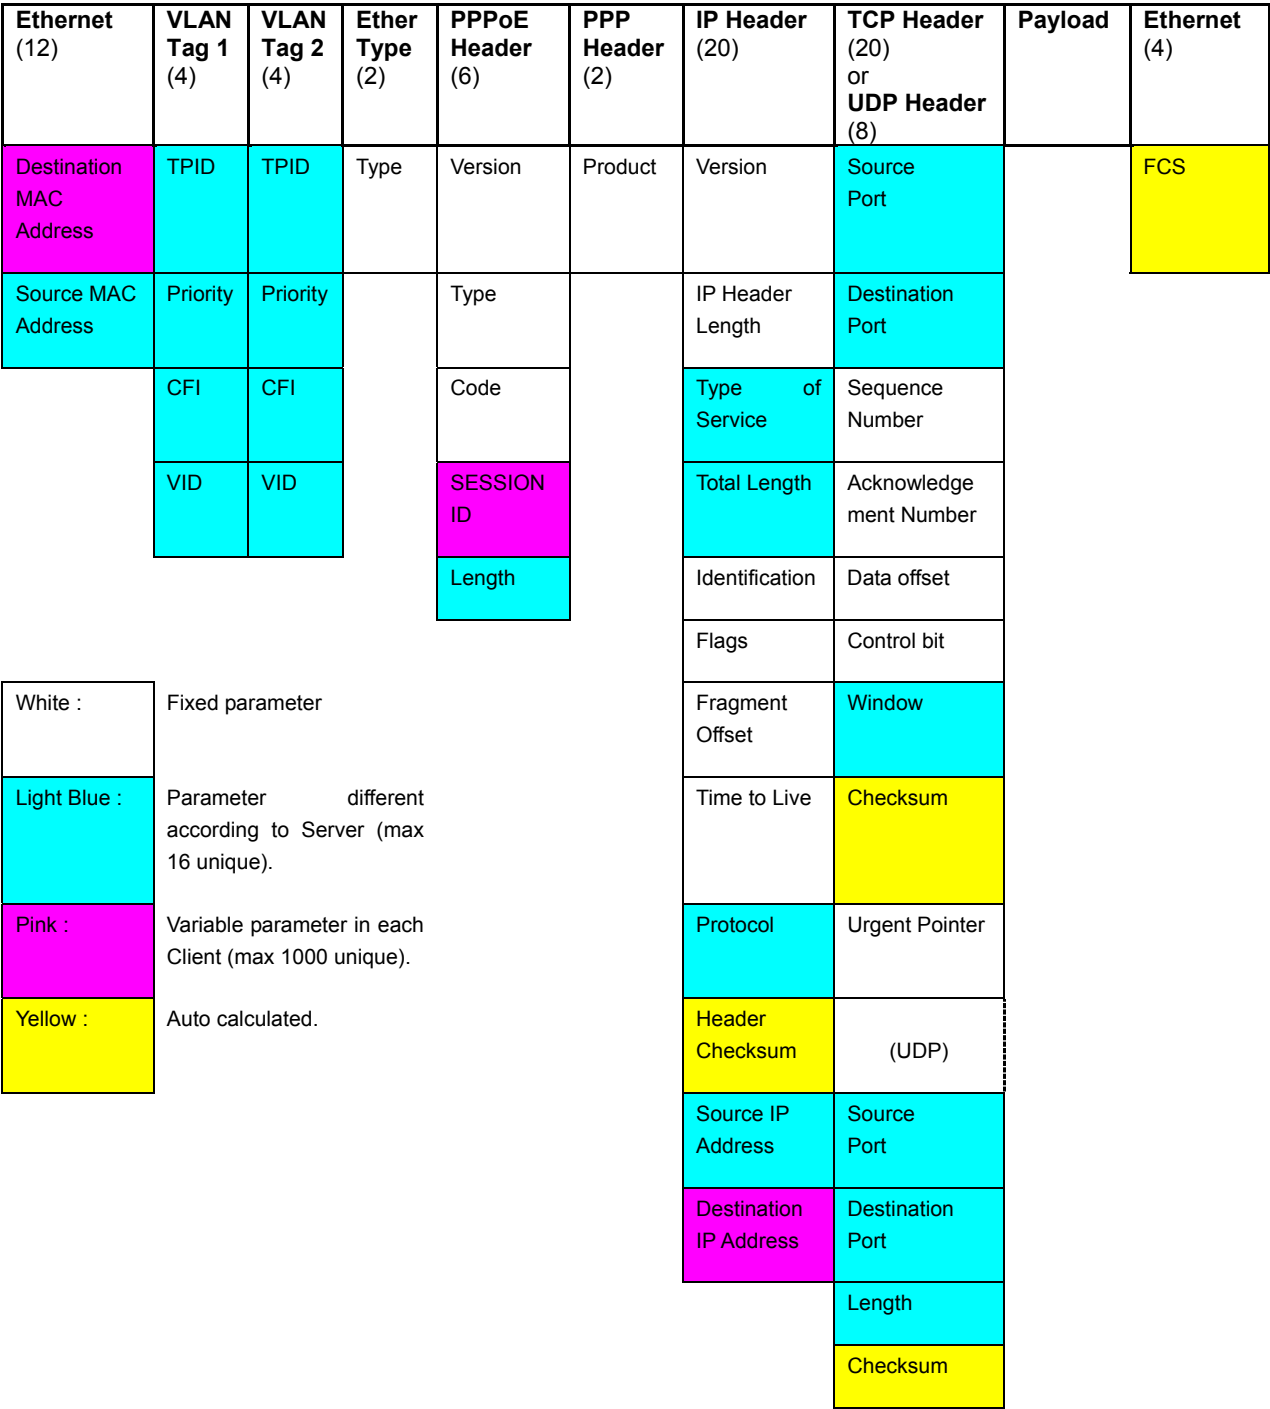 Ethernet
(12)
VLAN
Tag 1
(4)
VLAN
Tag 2
(4)
Ether
Type
(2)
PPPoE
Header
(6)
PPP
Header
(2)
IP Header
(20)
TCP Header
(20)
or
UDP Header
(8)
Payload
Ethernet
(4)
Destination
MAC
Address
TPID
TPID
Type
Version
Product
Version
Source
Port
FCS
Source MAC
Address
Priority
Priority
Type
IP Header
Length
Destination
Port
CFI
CFI
Code
Type of
Service
Sequence
Number
VID
VID
SESSION
ID
Total Length
Acknowledge
ment Number
Length
Identification
Data offset
Flags
Control bit
White :
Fixed parameter
Fragment
Offset
Window
Light Blue :
Parameter different
according to Server (max
16 unique).
Time to Live
Checksum
Pink :
Variable parameter in each
Client (max 1000 unique).
Protocol
Urgent Pointer
Yellow :
Auto calculated.
Header
Checksum
(UDP)
Source IP
Address
Source
Port
Destination
IP Address
Destination
Port
Length
Checksum